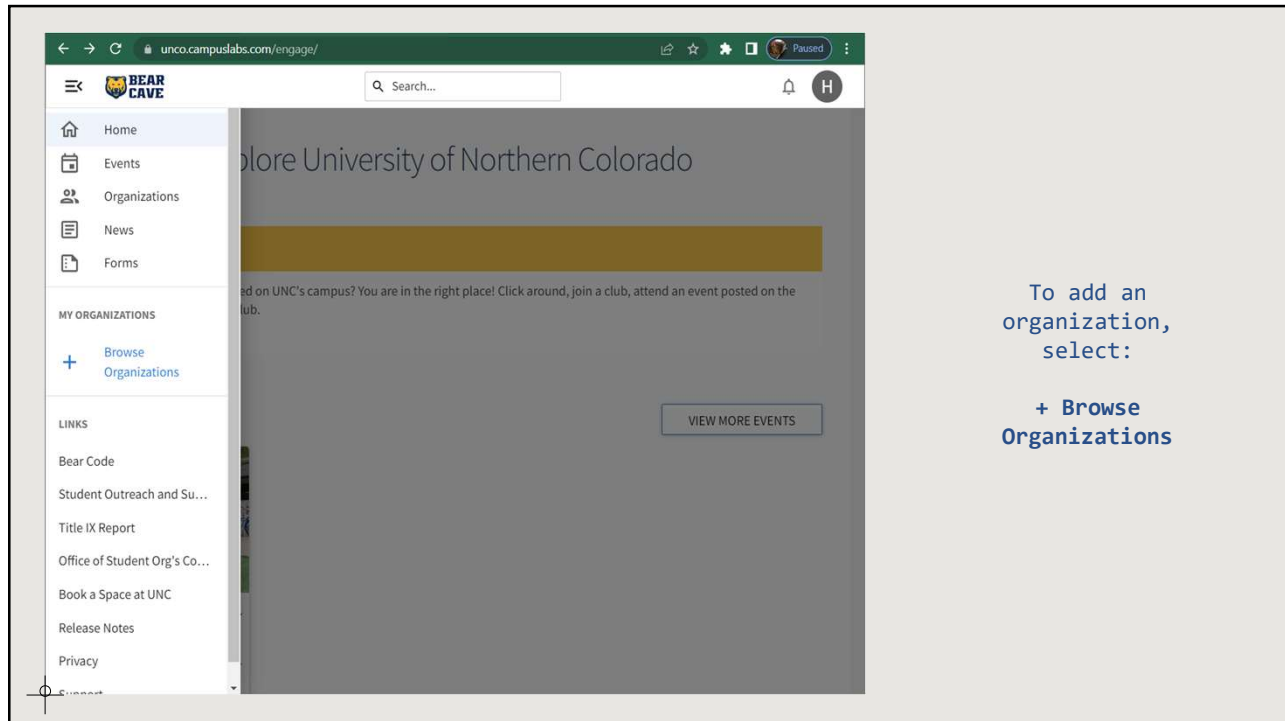 unco.campuslabs.com/engage/
Paused
BEAR
CAVE
Search...
H
Home
Events
Organizations
News
Forms
MY ORGANIZATIONS
+ Browse
Organizations
LINKS
Bear Code
Student Outreach and Su...
Title IX Report
Office of Student Org's Co...
Book a Space at UNC
Release Notes
Privacy
plore University of Northern Colorado
ed on UNC's campus? You are in the right place! Click around, join a club, attend an event posted on the
lub.
VIEW MORE EVENTS
To add an
organization,
select:
+ Browse
Organizations